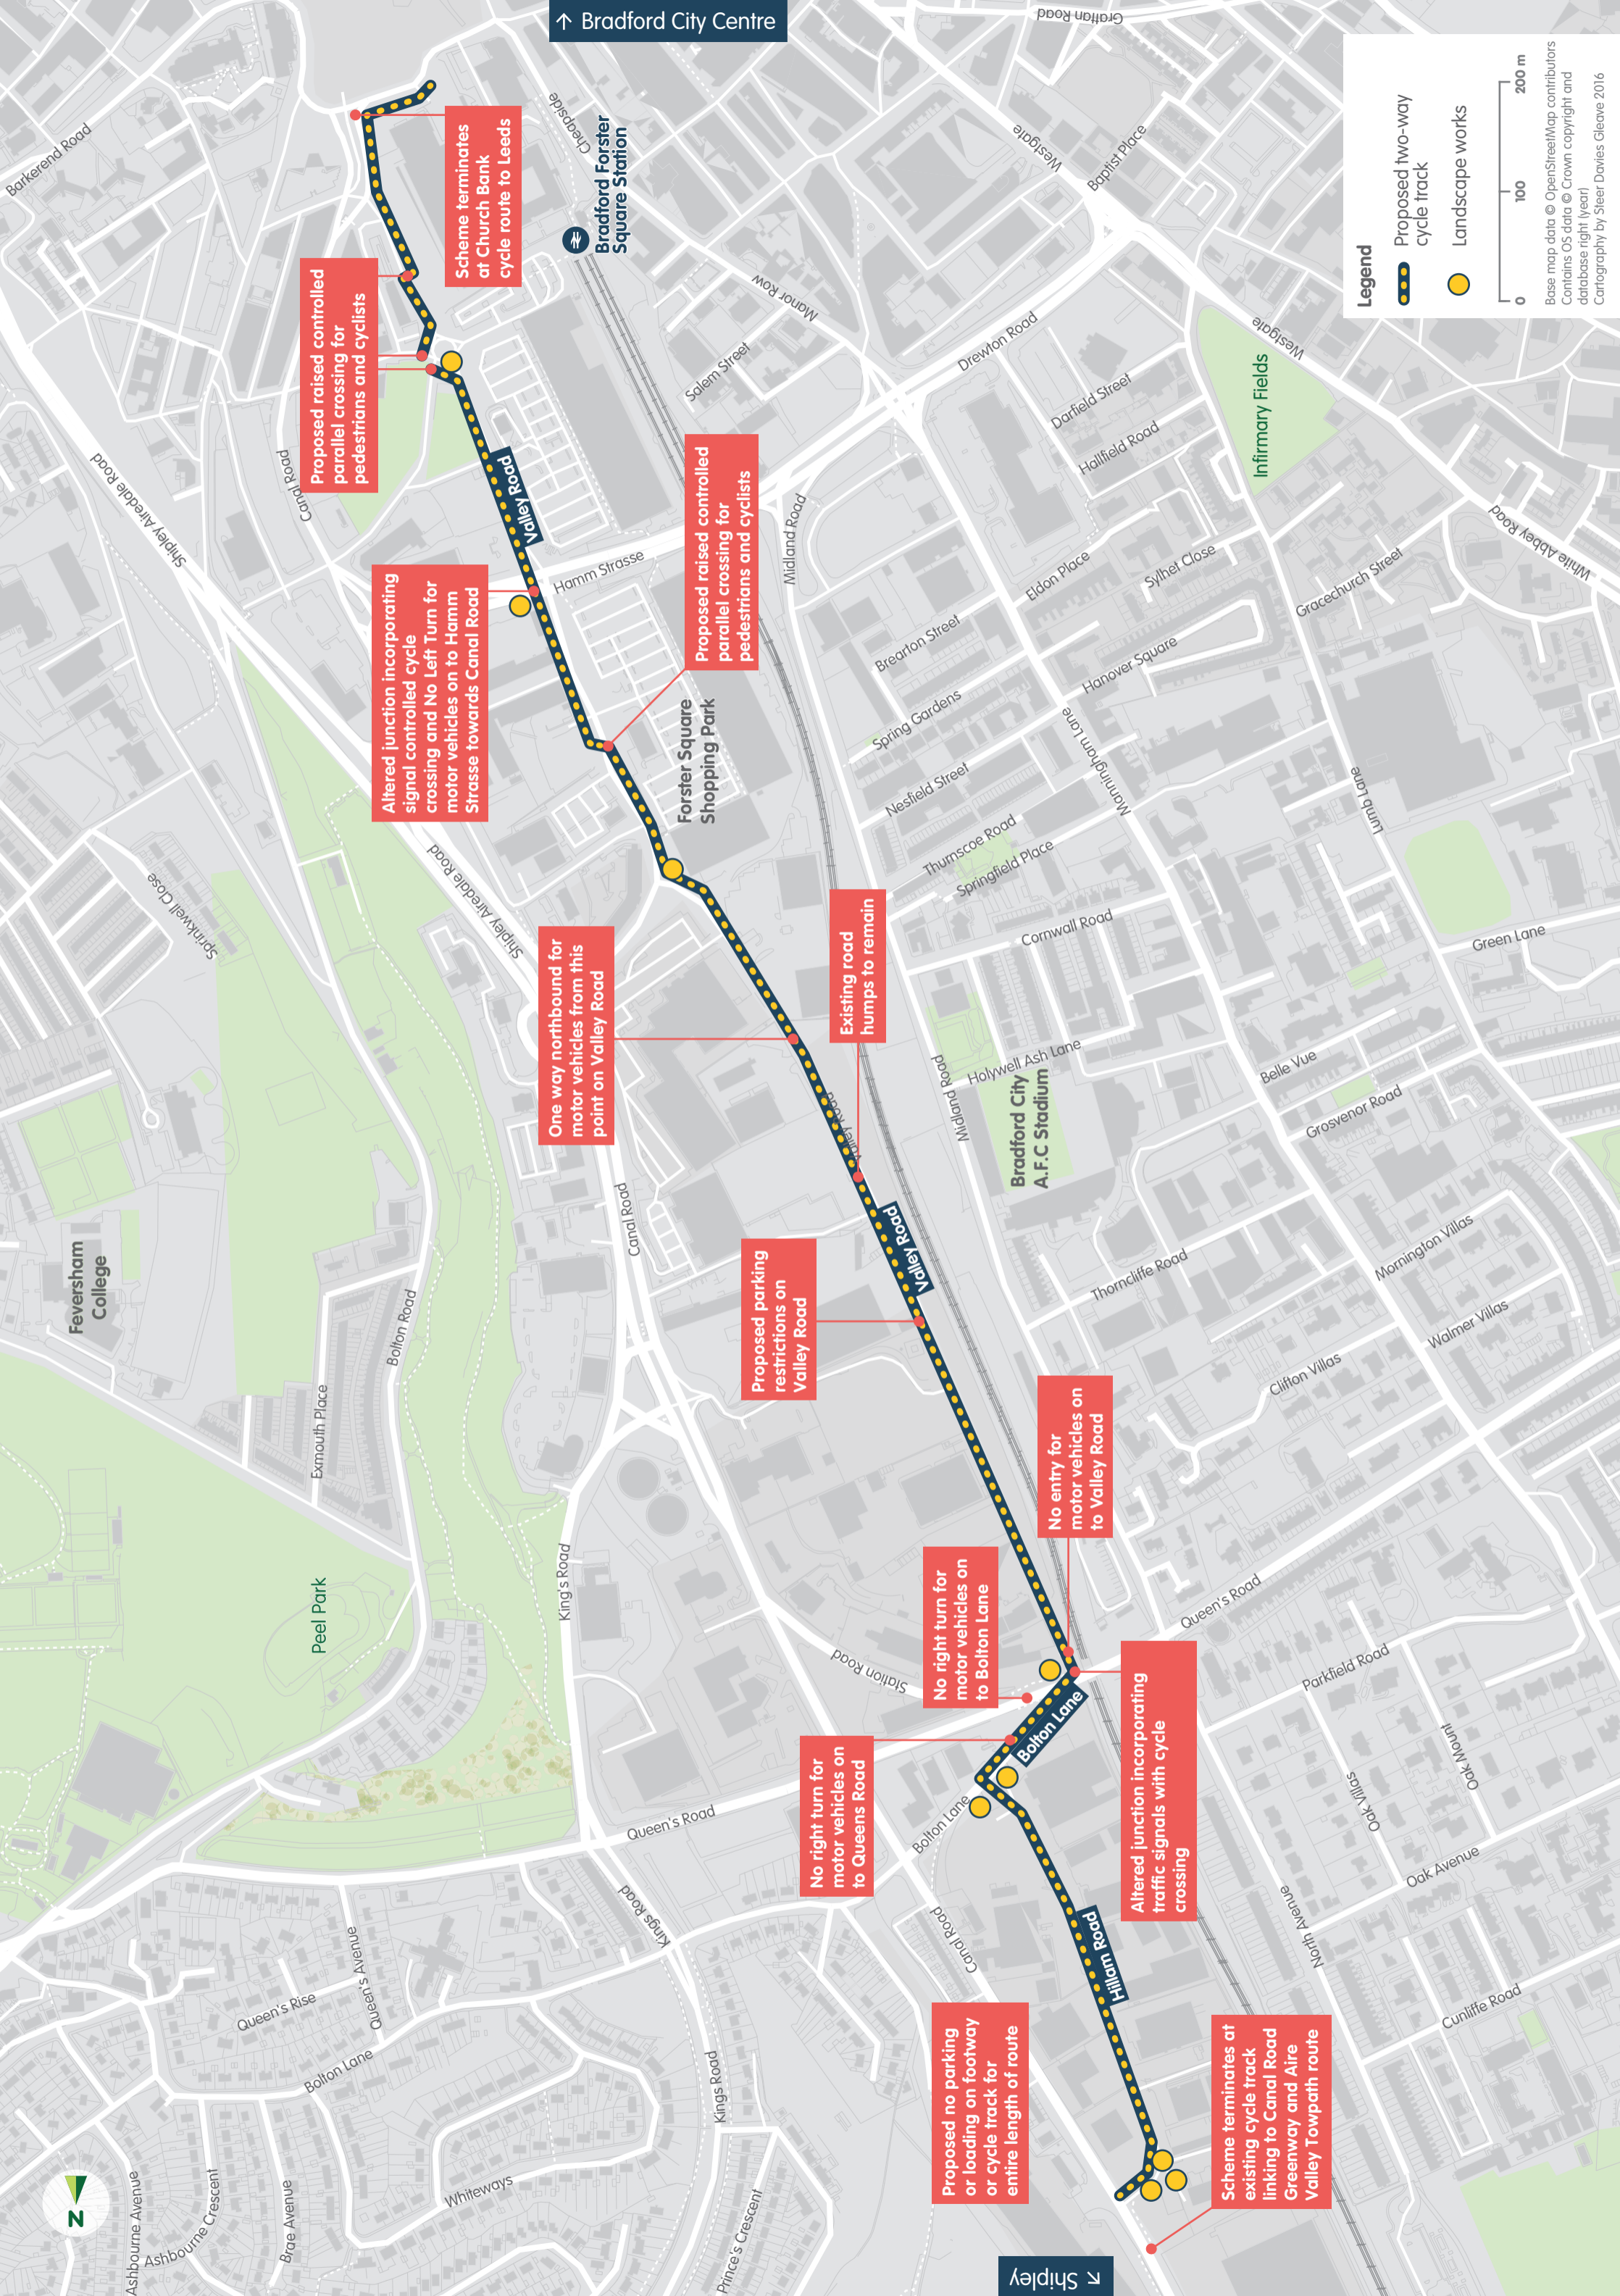 ↑ Bradford City Centre
Grattan Road
Barkerend Road
Cheapside
Westgate
Baptist Place
Bradford Forster
Square Station
Scheme terminates
at Church Bank
cycle route to Leeds
Proposed raised controlled
parallel crossing for
pedestrians and cyclists
Manor Row
Salem Street
Drewton Road
Darfield Street
Hallfield Road
Infirmary Fields
Westgate
Legend
Proposed two-way
cycle track
Landscape works
0
100
200 m
Base map data © OpenStreetMap contributors
Contains OS data © Crown copyright and
database right (year)
Cartography by Steer Davies Gleave 2016
Shipley Airedale Road
Canal Road
Valley Road
Hamm Strasse
Midland Road
Proposed raised controlled
parallel crossing for
pedestrians and cyclists
Altered junction incorporating
signal controlled cycle
crossing and No Left Turn for
motor vehicles on to Hamm
Strasse towards Canal Road
Eldon Place
Sylhet Close
Gracechurch Street
White Abbey Road
Brearton Street
Hanover Square
Spring Gardens
Manningham Lane
Nesfield Street
Lumb Lane
Forster Square
Shopping Park
Thurnscoe Road
Springfield Place
Shipley Airedale Road
Sprinkwell Close
Cornwall Road
Green Lane
One way northbound for
motor vehicles from this
point on Valley Road
Existing road
humps to remain
Valley Road
Midland Road
Holywell Ash Lane
Bradford City
A.F.C Stadium
Belle Vue
Grosvenor Road
Canal Road
Feversham
College
Bolton Road
Exmouth Place
Valley Road
Proposed parking
restrictions on
Valley Road
Thorncliffe Road
Mornington Villas
Walmer Villas
Clifton Villas
No entry for
motor vehicles on
to Valley Road
Peel Park
King's Road
Station Road
No right turn for
motor vehicles on
to Bolton Lane
Queen's Road
Parkfield Road
Bolton Lane
No right turn for
motor vehicles on
to Queens Road
Altered junction incorporating
traffic signals with cycle
crossing
Oak Mount
Oak Villas
Oak Avenue
Queen's Road
Bolton Lane
Kings Road
Canal Road
Hillam Road
North Avenue
Cunliffe Road
Queen's Avenue
Queen's Rise
Bolton Lane
Kings Road
Proposed no parking
or loading on footway
or cycle track for
entire length of route
Scheme terminates at
existing cycle track
linking to Canal Road
Greenway and Aire
Valley Towpath route
N
Ashbourne Avenue
Ashbourne Crescent
Brae Avenue
Whiteways
Prince's Crescent
Shipley